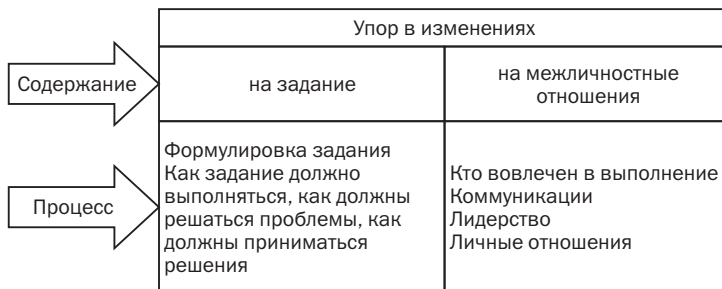 Упор в изменениях
Содержание
на задание
на межличностные
отношения
Процесс
Формулировка задания
Как задание должно
выполняться, как должны
решаться проблемы, как
должны приниматься
решения
Кто вовлечен в выполнение
Коммуникации
Лидерство
Личные отношения